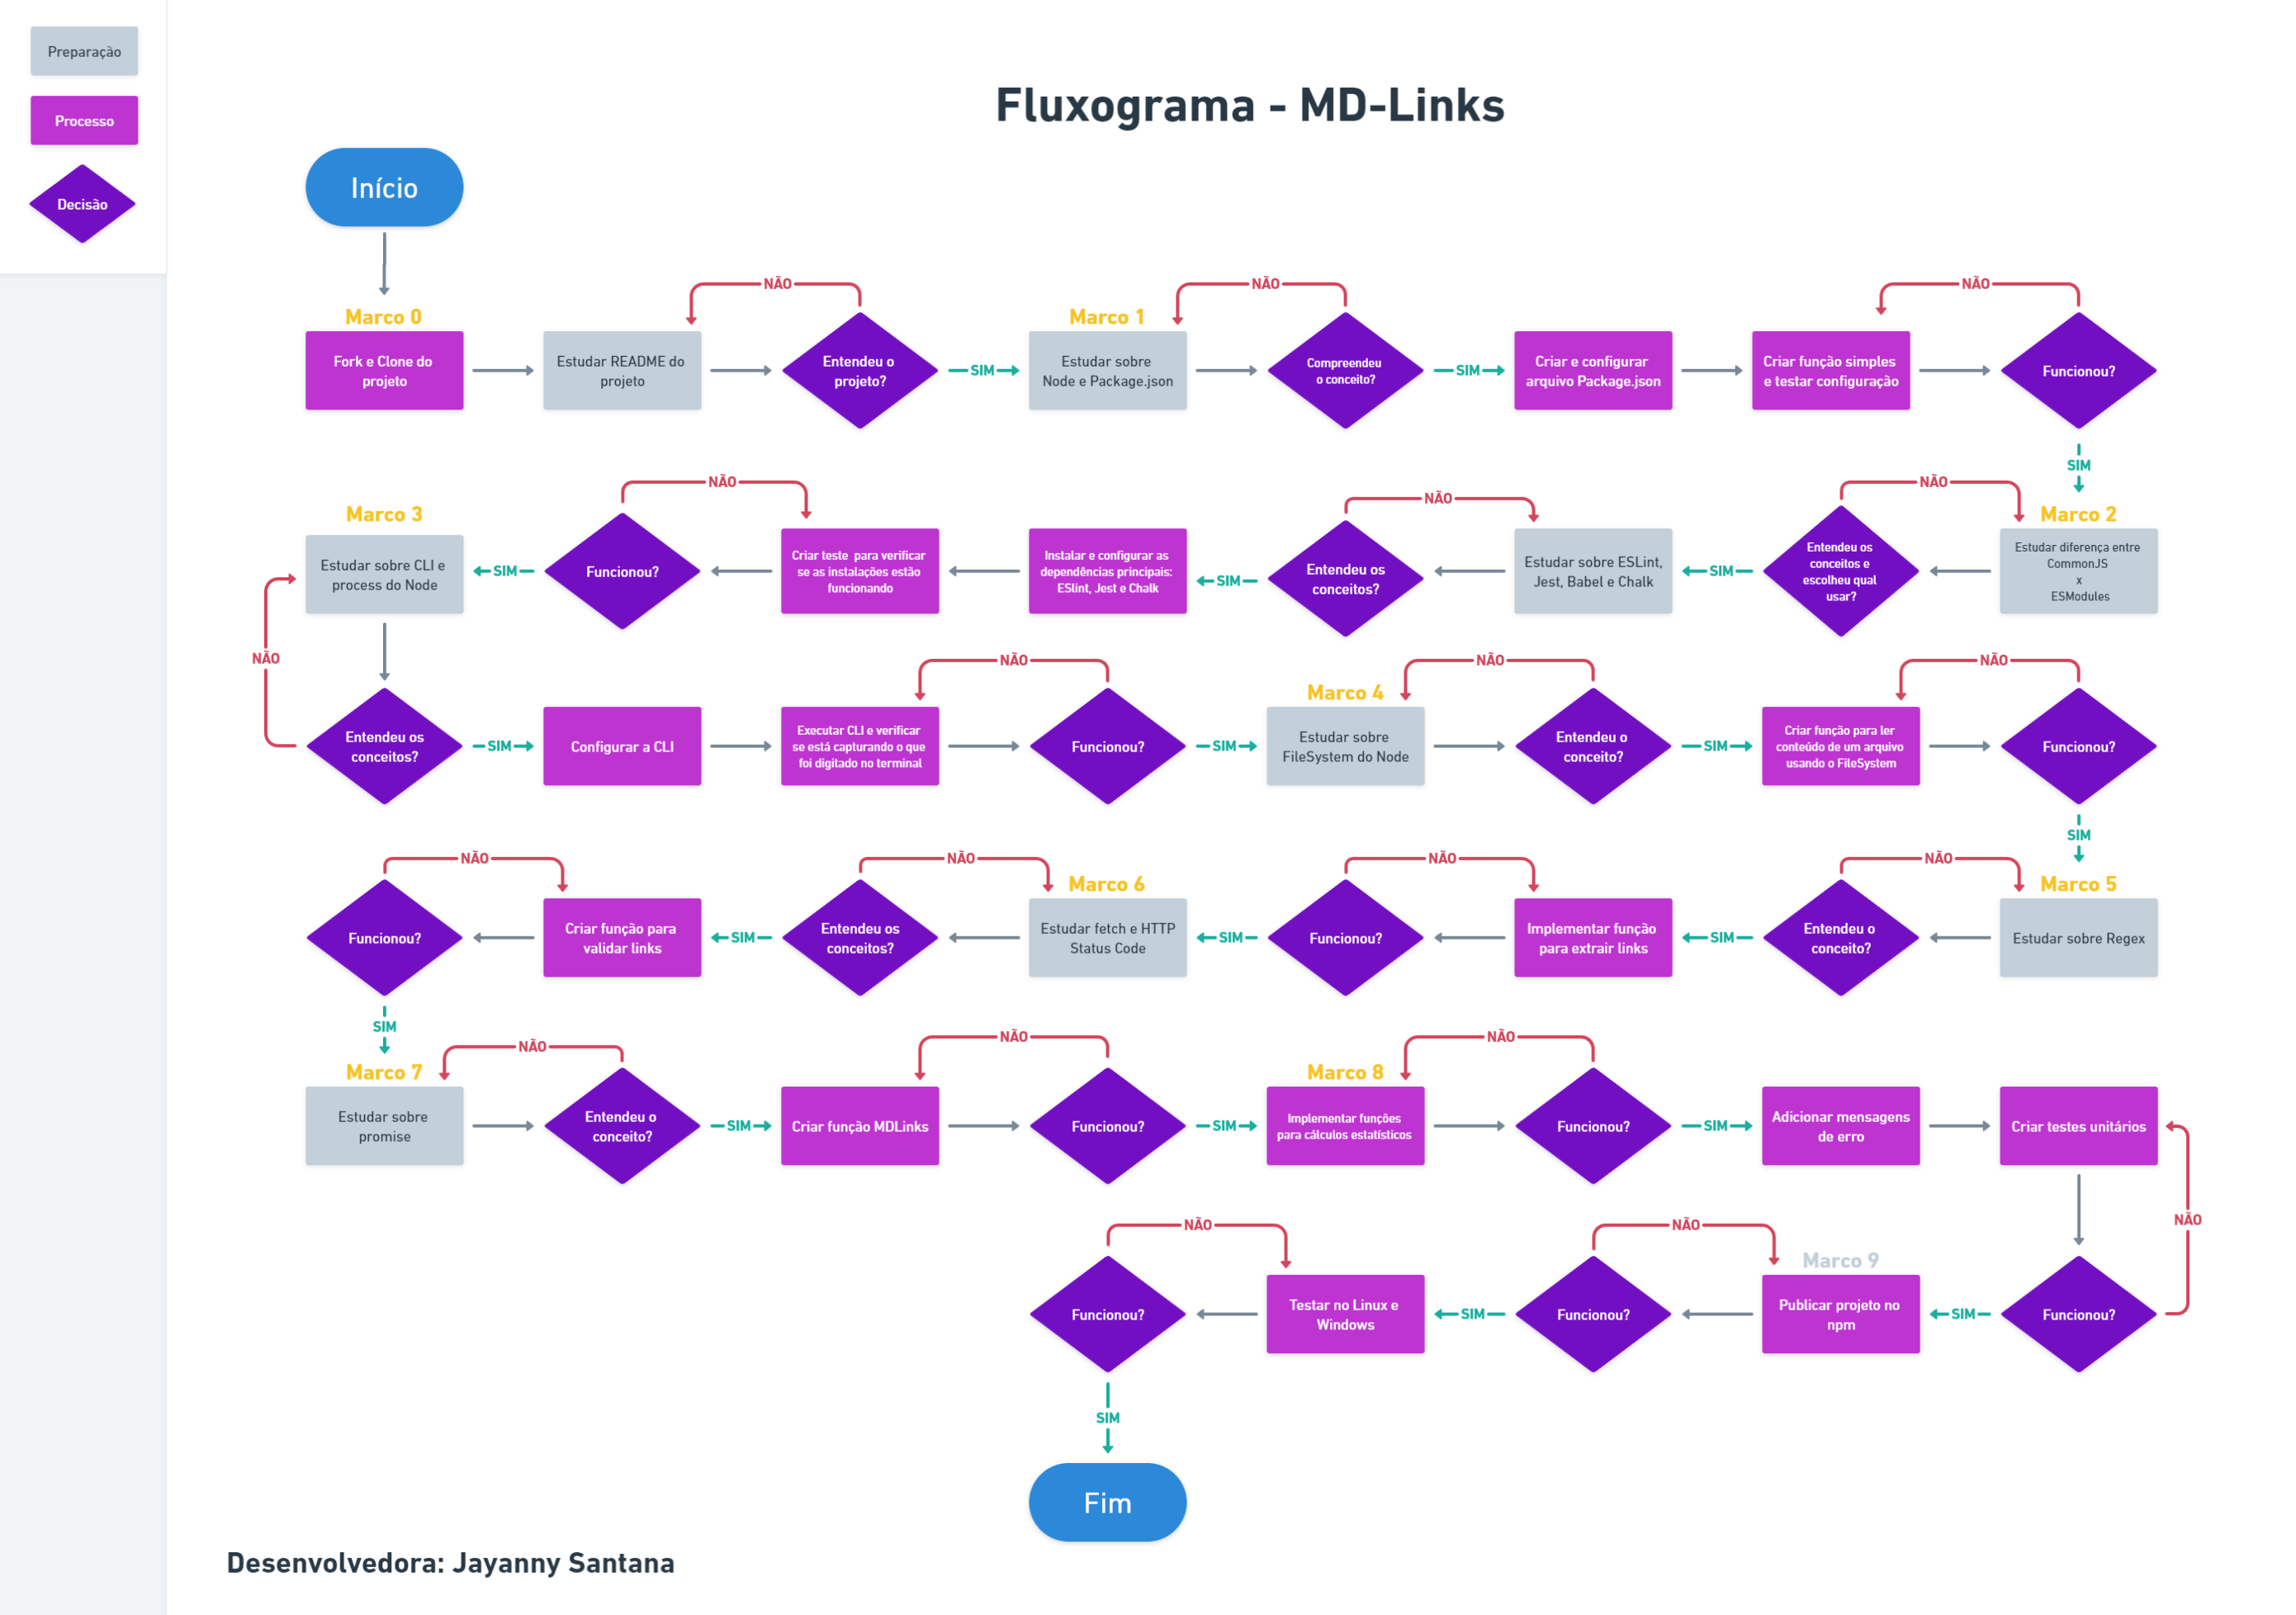 Preparação
Processo
Decisão
Fluxograma - MD-Links
Início
Marco 0
Fork e Clone do
projeto
Estudar README do
projeto
NÃO
Entendeu o
projeto?
SIM
Marco 1
Estudar sobre
Node e Package.json
NÃO
Compreendeu
o conceito?
SIM
Criar e configurar
arquivo Package.json
Criar função simples
e testar configuração
NÃO
Funcionou?
SIM
Marco 2
Estudar diferença entre
CommonJS
x
ESModules
NÃO
Entendeu os
conceitos e
escolheu qual
usar?
SIM
Estudar sobre ESLint,
Jest, Babel e Chalk
NÃO
Entendeu os
conceitos?
SIM
Instalar e configurar as
dependências principais:
ESlint, Jest e Chalk
Criar teste  para verificar
se as instalações estão
funcionando
NÃO
Funcionou?
SIM
Marco 3
Estudar sobre CLI e
process do Node
NÃO
Entendeu os
conceitos?
SIM
Configurar a CLI
Executar CLI e verificar
se está capturando o que
foi digitado no terminal
NÃO
Funcionou?
SIM
Marco 4
Estudar sobre
FileSystem do Node
NÃO
Entendeu o
conceito?
SIM
Criar função para ler
conteúdo de um arquivo
usando o FileSystem
NÃO
Funcionou?
SIM
Marco 5
Estudar sobre Regex
NÃO
Entendeu o
conceito?
SIM
Implementar função
para extrair links
NÃO
Funcionou?
SIM
Marco 6
Estudar fetch e HTTP
Status Code
NÃO
Entendeu os
conceitos?
SIM
Criar função para
validar links
NÃO
Funcionou?
SIM
Marco 7
Estudar sobre
promise
NÃO
Entendeu o
conceito?
SIM
Criar função MDLinks
NÃO
Funcionou?
SIM
Marco 8
Implementar funções
para cálculos estatísticos
NÃO
Funcionou?
SIM
Adicionar mensagens
de erro
Criar testes unitários
NÃO
Funcionou?
SIM
Marco 9
Publicar projeto no
npm
NÃO
Funcionou?
SIM
Testar no Linux e
Windows
NÃO
Funcionou?
SIM
Fim
Desenvolvedora: Jayanny Santana